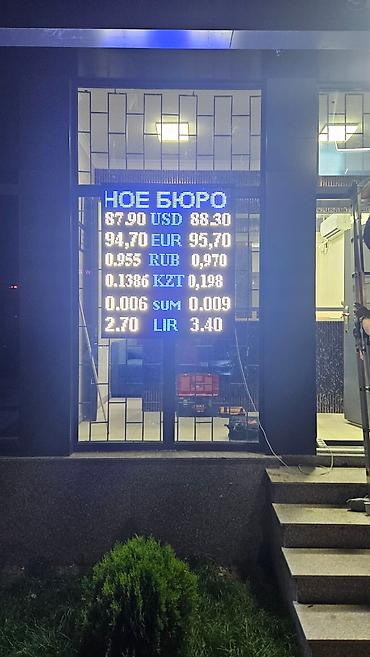 НОЕ БЮРО
87.90 USD 88.30
94,70 EUR 95,70
0.955 RUB 0,970
0.1386 KZT 0,198
0.006 SUM 0.009
2.70 LIR 3.40